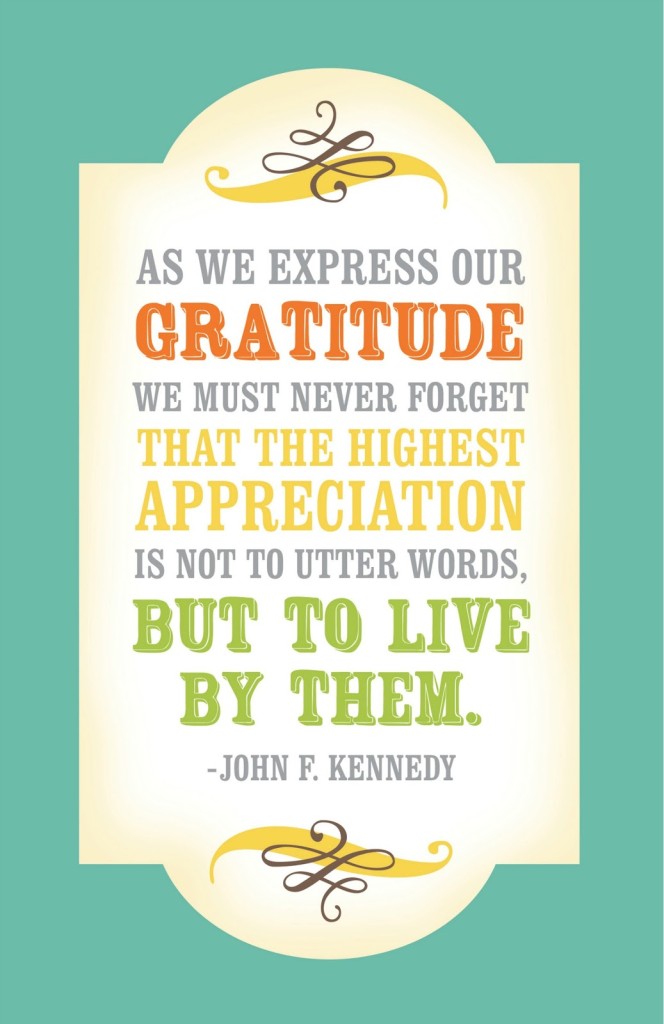 AS WE EXPRESS OUR
GRATITUDE
WE MUST NEVER FORGET
THAT THE HIGHEST
APPRECIATION
IS NOT TO UTTER WORDS,
BUT TO LIVE
BY THEM.
-JOHN F. KENNEDY